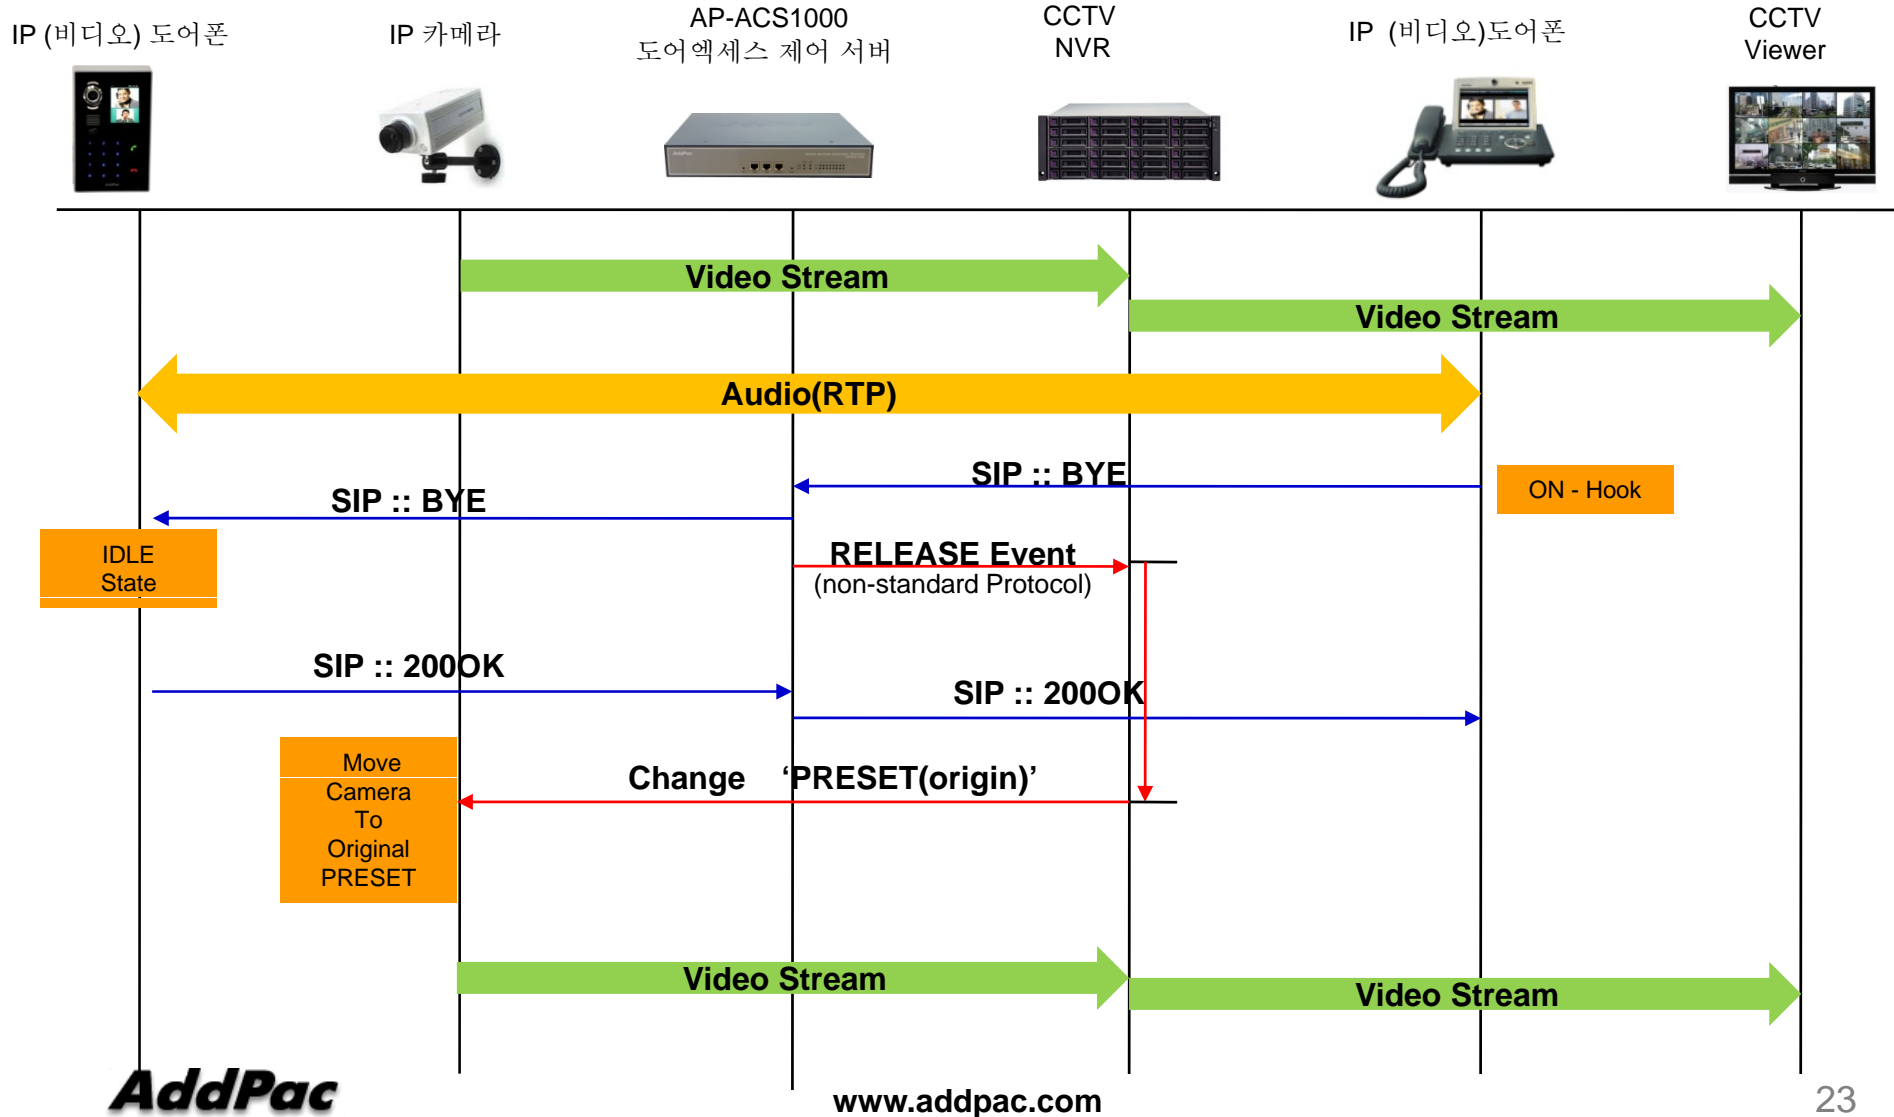 IP (비디오) 도어폰
IP 카메라
AP-ACS1000
도어엑세스 제어 서버
CCTV
NVR
IP (비디오)도어폰
CCTV
Viewer
Video Stream
Video Stream
Audio(RTP)
SIP :: BYE
ON - Hook
SIP :: BYE
IDLE
State
RELEASE Event
(non-standard Protocol)
SIP :: 200OK
SIP :: 200OK
Move
Camera
To
Original
PRESET
Change ‘PRESET(origin)’
Video Stream
Video Stream
AddPac
www.addpac.com
23